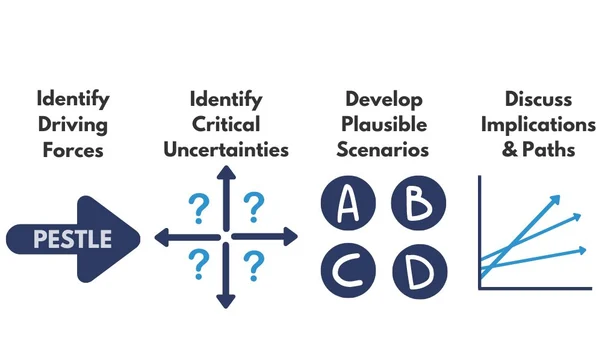 Identify
Driving
Forces
PESTLE
Identify
Critical
Uncertainties
? ?
? ?
Develop
Plausible
Scenarios
A B
C D
Discuss
Implications
& Paths